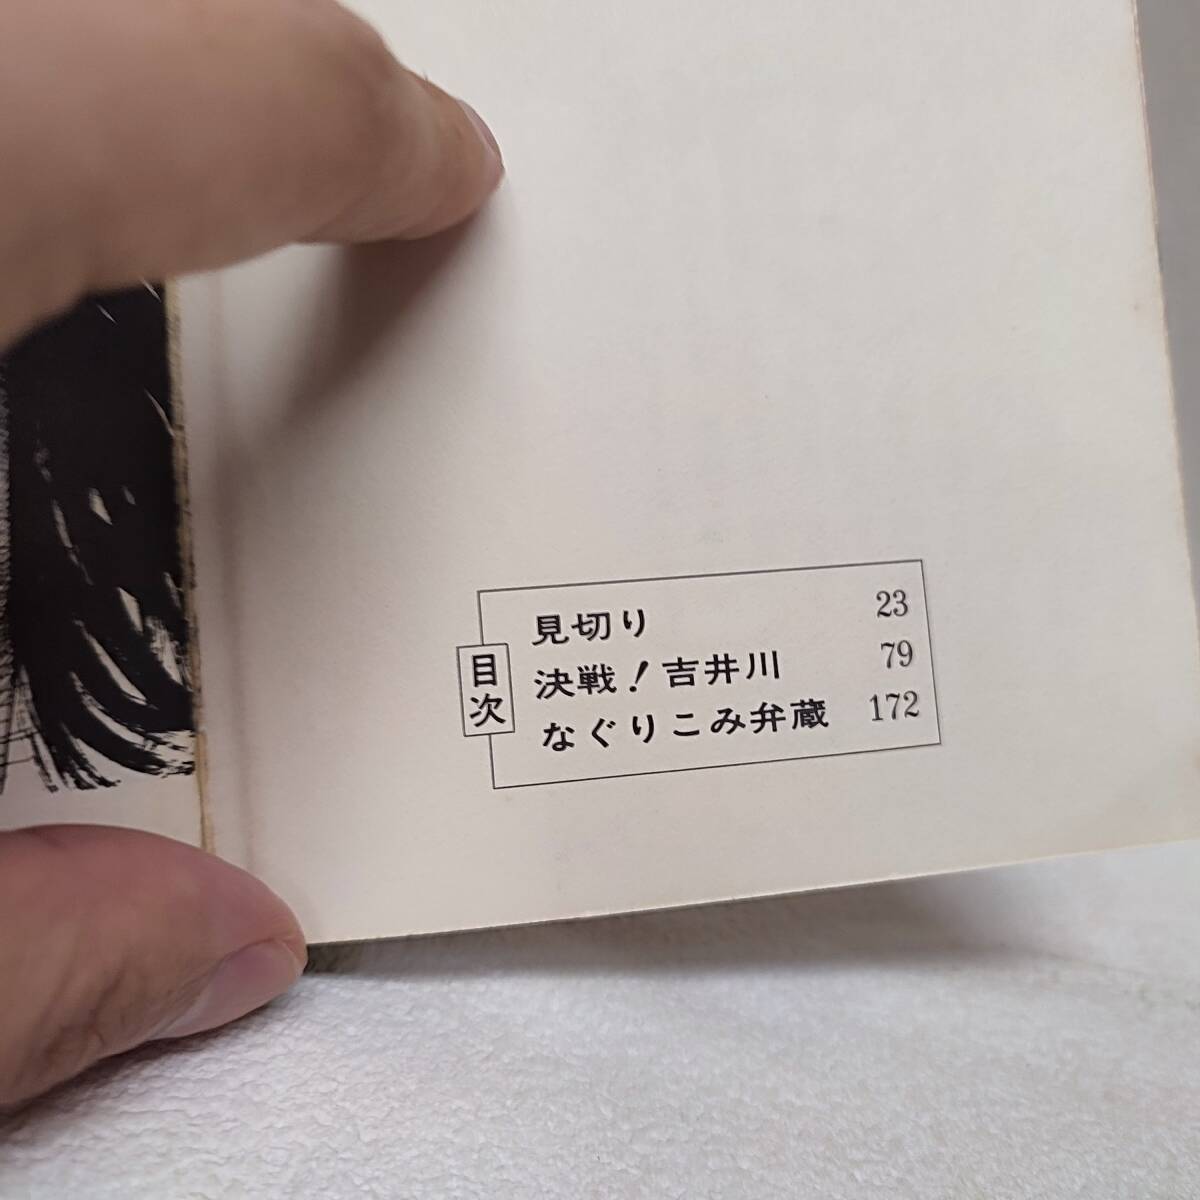 目次
見切り 23
決戦！吉井川 79
なぐりこみ弁蔵 172